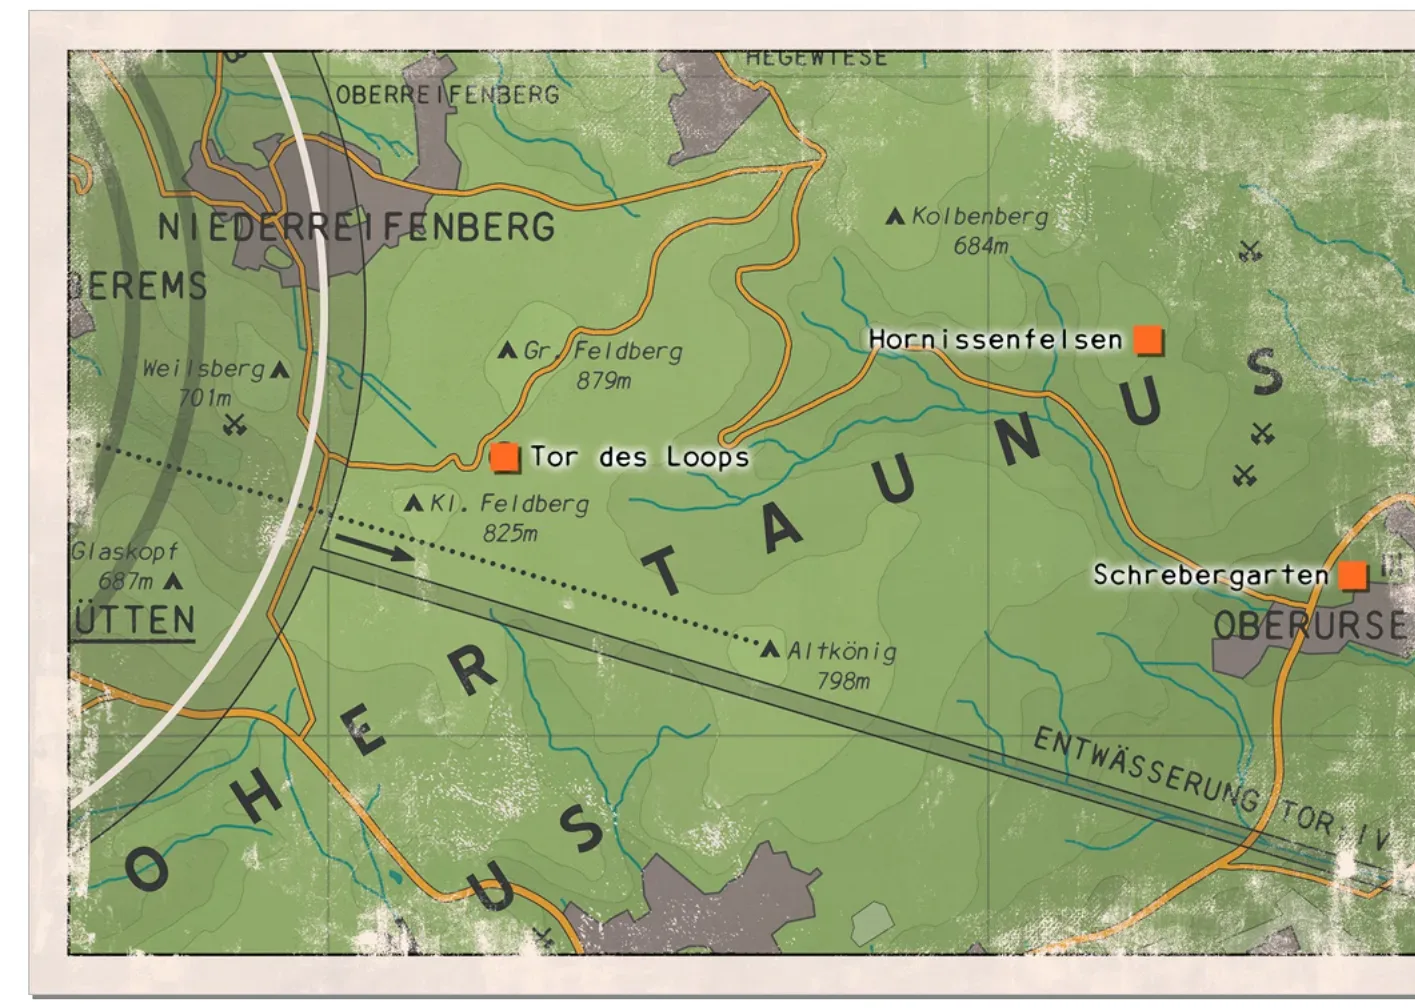 HEGEWIESE
OBERREIFENBERG
NIEDERREIFENBERG
Kolbenberg
684m
EREMS
Hornissenfelsen
Weilsberg
701m
Gr. Feldberg
879m
Tor des Loops
Kl. Feldberg
825m
Glaskopf
687m
ÜTTEN
Schrebergarten
OBERURSE
Altkönig
798m
ENTWÄSSERUNG TOR IV
OHER TAUNUS
US